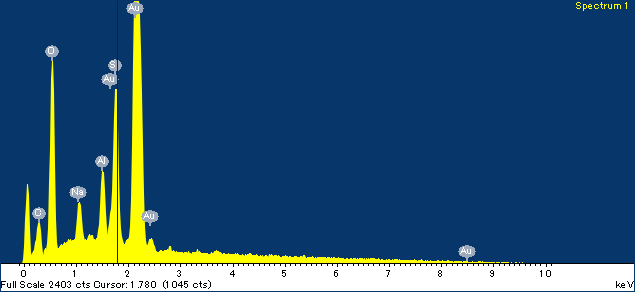 Spectrum 1
Au
O
Si
Au
Al
Na
C
Au
Au
0 1 2 3 4 5 6 7 8 9 10
Full Scale 2403 cts Cursor: 1.780 (1045 cts) keV